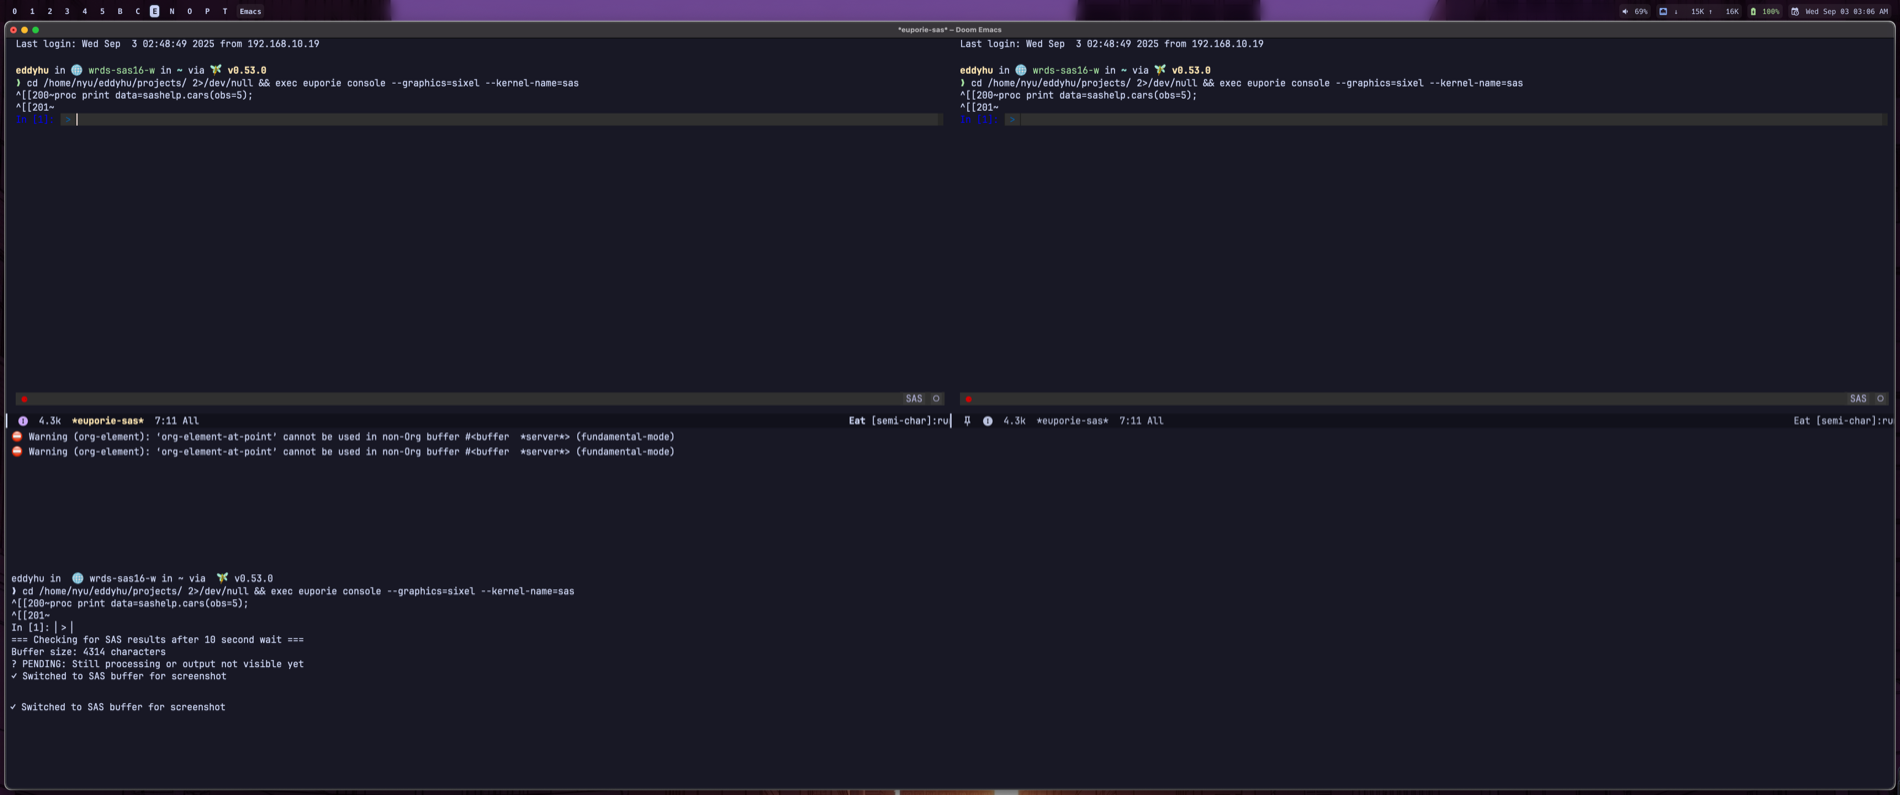 0 1 2 3 4 5 B C E N O P T Emacs
69% ↓ 15K ↑ 16K 100% Wed Sep 03 03:06 AM
*euporie-sas* – Doom Emacs
Last login: Wed Sep  3 02:48:49 2025 from 192.168.10.19
eddyhu in 🌐 wrds-sas16-w in ~ via v0.53.0
❱ cd /home/nyu/eddyhu/projects/ 2>/dev/null && exec euporie console --graphics=sixel --kernel-name=sas
^[[200~proc print data=sashelp.cars(obs=5);
^[[201~
In [1]: >
SAS O
4.3k *euporie-sas* 7:11 All Eat [semi-char]:ru
Last login: Wed Sep  3 02:48:49 2025 from 192.168.10.19
eddyhu in 🌐 wrds-sas16-w in ~ via v0.53.0
❱ cd /home/nyu/eddyhu/projects/ 2>/dev/null && exec euporie console --graphics=sixel --kernel-name=sas
^[[200~proc print data=sashelp.cars(obs=5);
^[[201~
In [1]: >
SAS O
4.3k *euporie-sas* 7:11 All Eat [semi-char]:ru
⛔ Warning (org-element): ‘org-element-at-point’ cannot be used in non-Org buffer #<buffer  *server*> (fundamental-mode)
⛔ Warning (org-element): ‘org-element-at-point’ cannot be used in non-Org buffer #<buffer  *server*> (fundamental-mode)
eddyhu in 🌐 wrds-sas16-w in ~ via v0.53.0
❱ cd /home/nyu/eddyhu/projects/ 2>/dev/null && exec euporie console --graphics=sixel --kernel-name=sas
^[[200~proc print data=sashelp.cars(obs=5);
^[[201~
In [1]: │ > │
=== Checking for SAS results after 10 second wait ===
Buffer size: 4314 characters
? PENDING: Still processing or output not visible yet
✓ Switched to SAS buffer for screenshot
✓ Switched to SAS buffer for screenshot